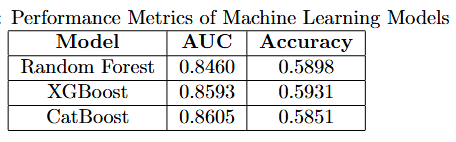 : Performance Metrics of Machine Learning Models
Model AUC Accuracy
Random Forest 0.8460 0.5898
XGBoost 0.8593 0.5931
CatBoost 0.8605 0.5851